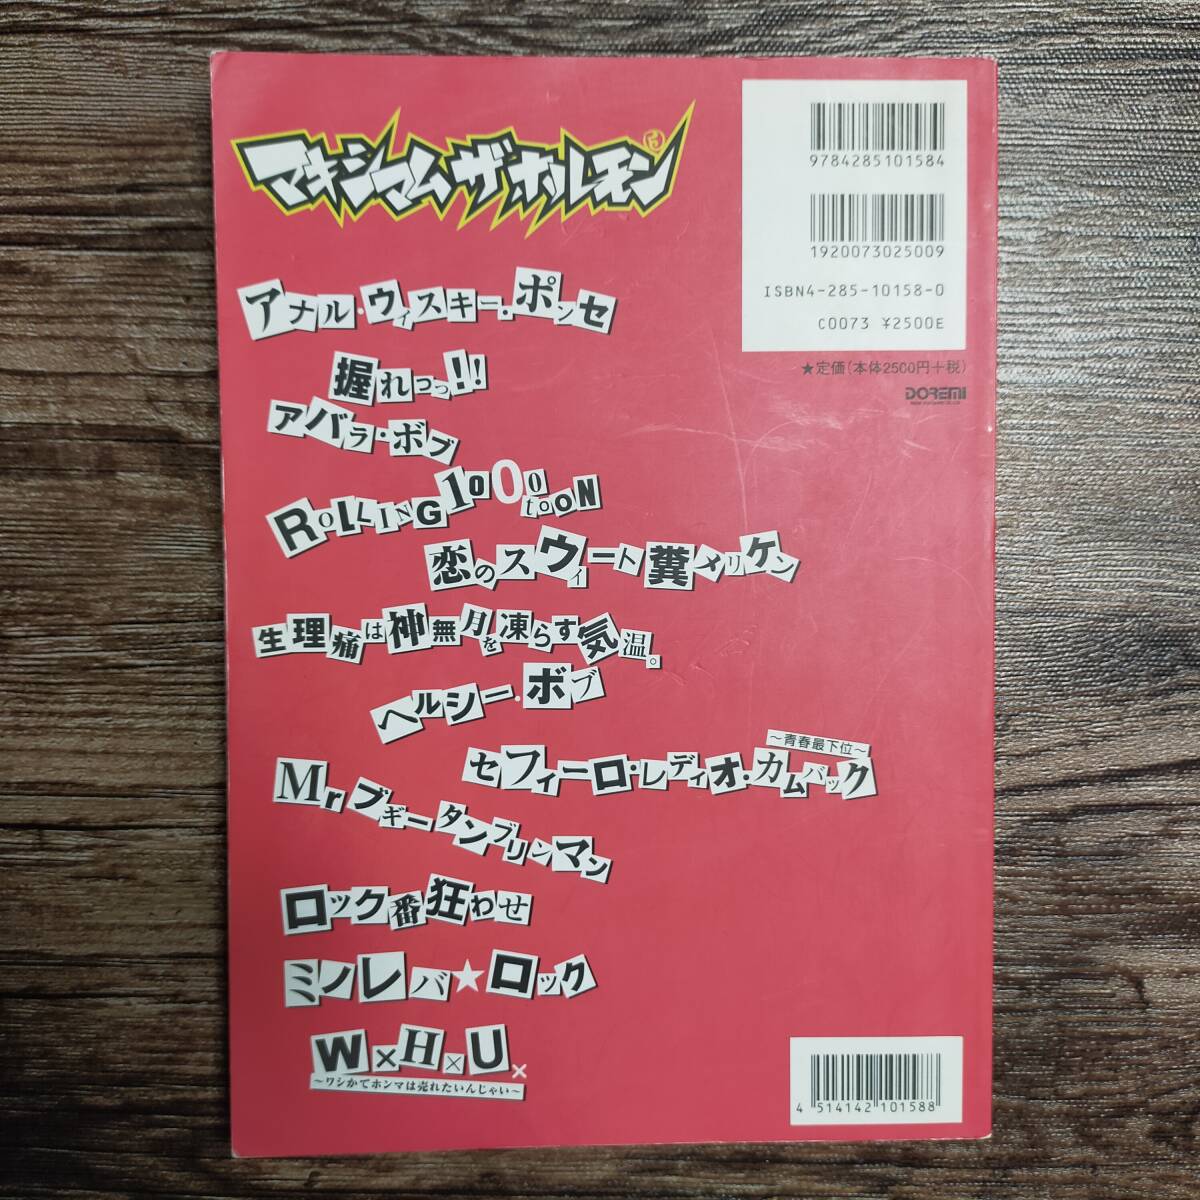 マキシマム ザ ホルモン
9784285101584
1920073025009
ISBN4-285-10158-0
C0073 ¥2500E
★定価(本体2500円+税)
DOREMI
アナル・ウィスキー・ポンセ
握れっっ!!
アバラ・ボブ
ROLLING1000tOON
恋のスウィート糞メリケン
生理痛は神無月を凍らす気温。
ヘルシー・ボブ
セフィーロ・レディオ・カムバック
~青春最下位~
Mrブギータンブリンマン
ロック番狂わせ
ミノレバ★ロック
W×H×U×
~ワシかてホンマは売れたいんじゃい~
4 514142 101588